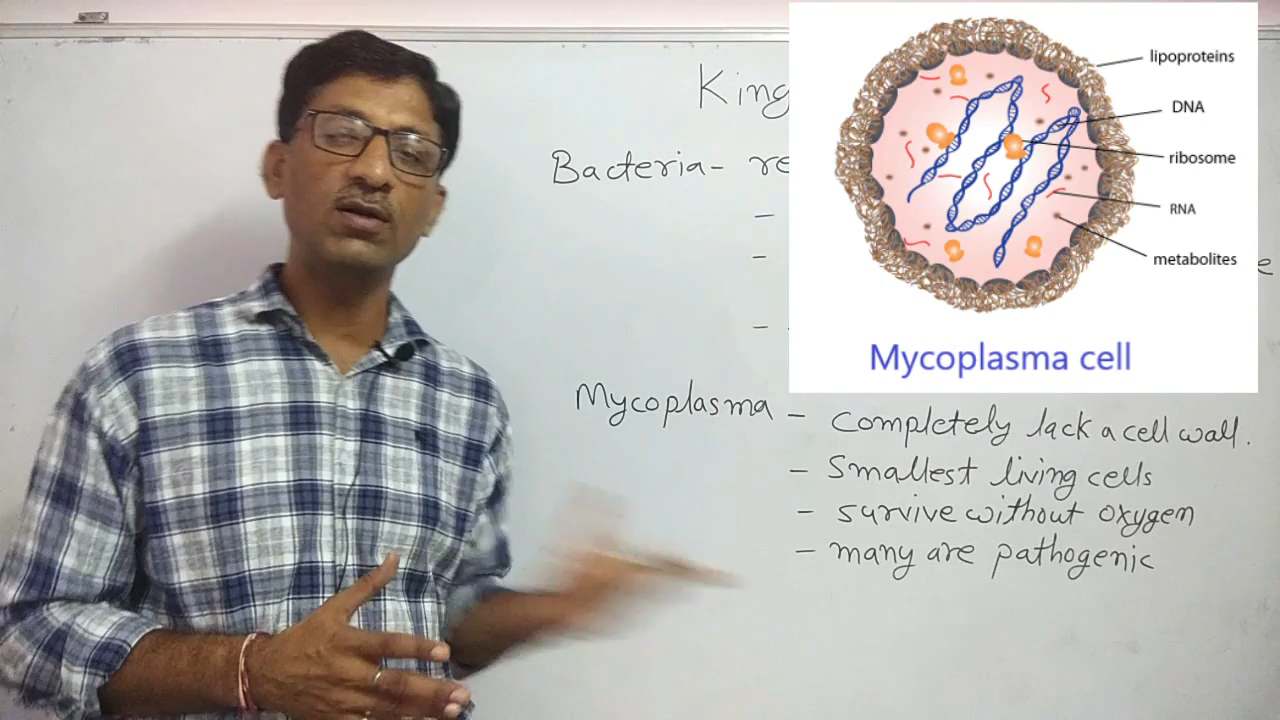 King
Bacteria- re
-
-
-
lipoproteins
DNA
ribosome
RNA
metabolites
Mycoplasma cell
Mycoplasma - completely lack a cell wall.
- Smallest living cells
- survive without oxygen
- many are pathogenic